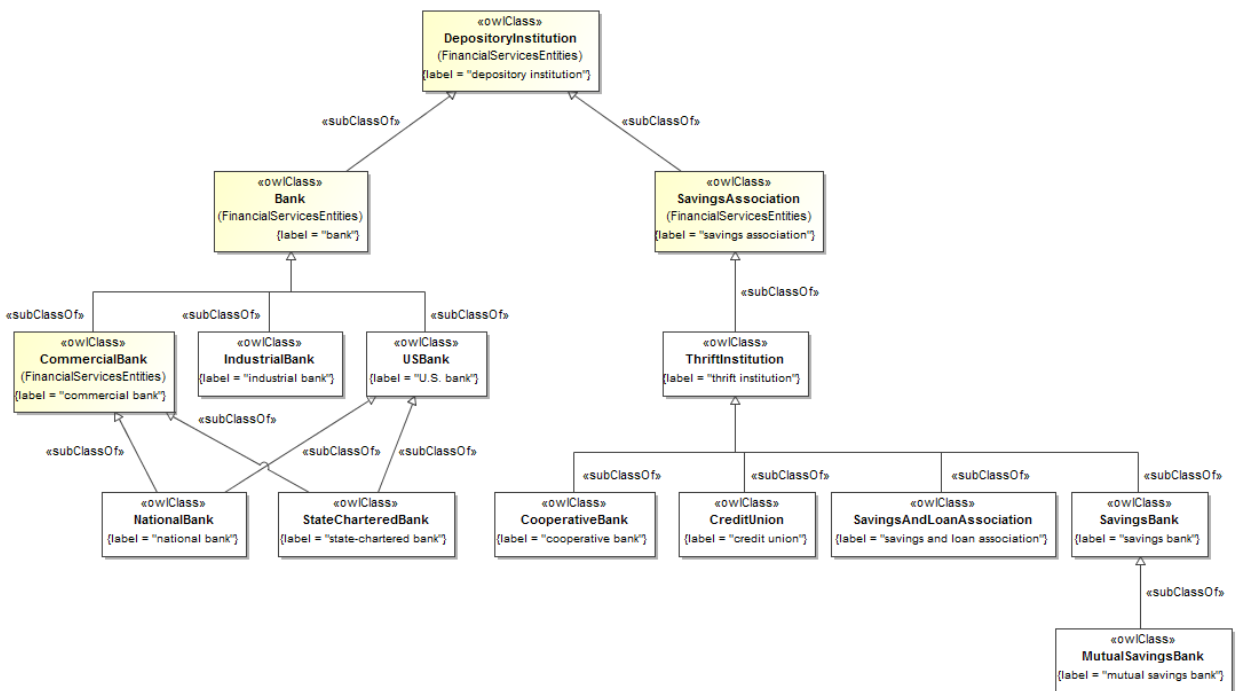 «owlClass»
DepositoryInstitution
(FinancialServicesEntities)
{label = "depository institution"}
«subClassOf»
«subClassOf»
«owlClass»
Bank
(FinancialServicesEntities)
{label = "bank"}
«owlClass»
SavingsAssociation
(FinancialServicesEntities)
{label = "savings association"}
«subClassOf»
«subClassOf»
«subClassOf»
«subClassOf»
«owlClass»
CommercialBank
(FinancialServicesEntities)
{label = "commercial bank"}
«owlClass»
IndustrialBank
{label = "industrial bank"}
«owlClass»
USBank
{label = "U.S. bank"}
«owlClass»
ThriftInstitution
{label = "thrift institution"}
«subClassOf»
«subClassOf»
«subClassOf»
«subClassOf»
«subClassOf»
«subClassOf»
«subClassOf»
«subClassOf»
«owlClass»
NationalBank
{label = "national bank"}
«owlClass»
StateCharteredBank
{label = "state-chartered bank"}
«owlClass»
CooperativeBank
{label = "cooperative bank"}
«owlClass»
CreditUnion
{label = "credit union"}
«owlClass»
SavingsAndLoanAssociation
{label = "savings and loan association"}
«owlClass»
SavingsBank
{label = "savings bank"}
«subClassOf»
«owlClass»
MutualSavingsBank
{label = "mutual savings bank"}